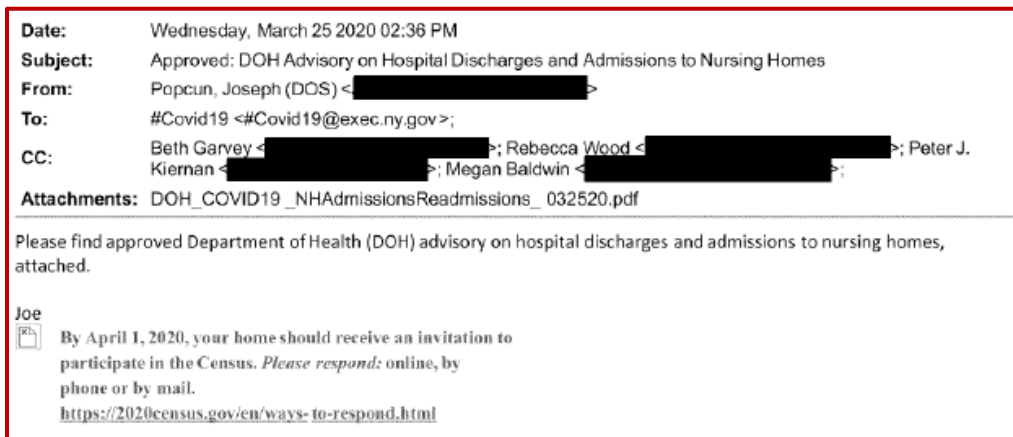 Date: Wednesday, March 25 2020 02:36 PM
Subject: Approved: DOH Advisory on Hospital Discharges and Admissions to Nursing Homes
From: Popcun, Joseph (DOS) < >
To: #Covid19 <#Covid19@exec.ny.gov>;
CC: Beth Garvey < >; Rebecca Wood < >; Peter J.
Kiernan < >; Megan Baldwin < >;
Attachments: DOH_COVID19 _NHAdmissionsReadmissions_ 032520.pdf
Please find approved Department of Health (DOH) advisory on hospital discharges and admissions to nursing homes,
attached.
Joe
By April 1, 2020, your home should receive an invitation to
participate in the Census. Please respond: online, by
phone or by mail.
https://2020census.gov/en/ways-to-respond.html